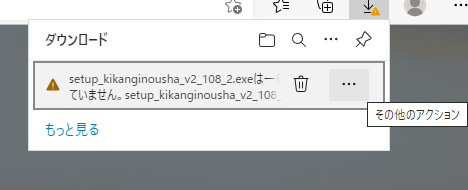 ダウンロード
setup_kikanginousha_v2_108_2.exeは一
ていません。setup_kikanginousha_v2_108_
その他のアクション
もっと見る